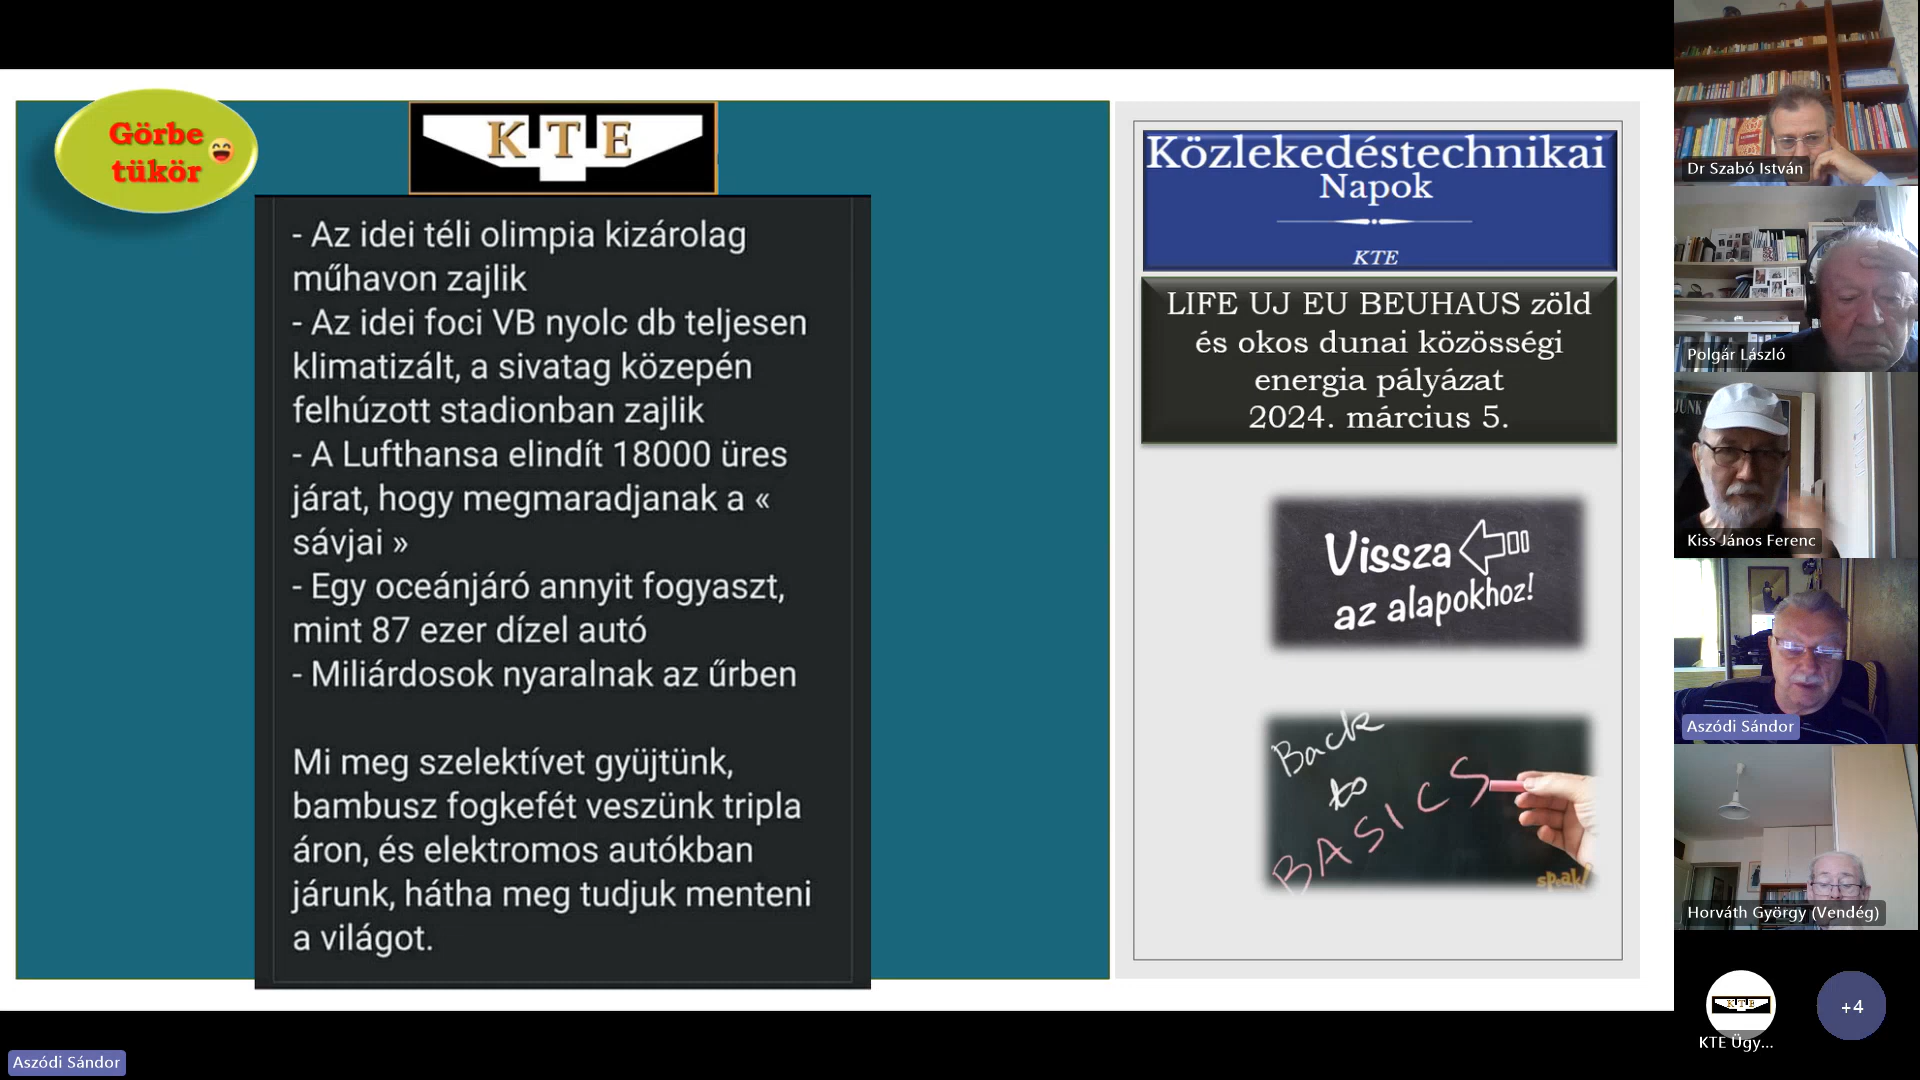 Görbe
tükör
KTE
- Az idei téli olimpia kizárolag
műhavon zajlik
- Az idei foci VB nyolc db teljesen
klimatizált, a sivatag közepén
felhúzott stadionban zajlik
- A Lufthansa elindít 18000 üres
járat, hogy megmaradjanak a «
sávjai »
- Egy oceánjáró annyit fogyaszt,
mint 87 ezer dízel autó
- Miliárdosok nyaralnak az űrben
Mi meg szelektívet gyüjtünk,
bambusz fogkefét veszünk tripla
áron, és elektromos autókban
járunk, hátha meg tudjuk menteni
a világot.
Közlekedéstechnikai
Napok
KTE
LIFE UJ EU BEUHAUS zöld
és okos dunai közösségi
energia pályázat
2024. március 5.
Vissza
az alapokhoz!
Back
to
BASICS
speak!
Dr Szabó István
Polgár László
Kiss János Ferenc
Aszódi Sándor
Horváth György (Vendég)
KTE
+4
KTE Ügy...
Aszódi Sándor